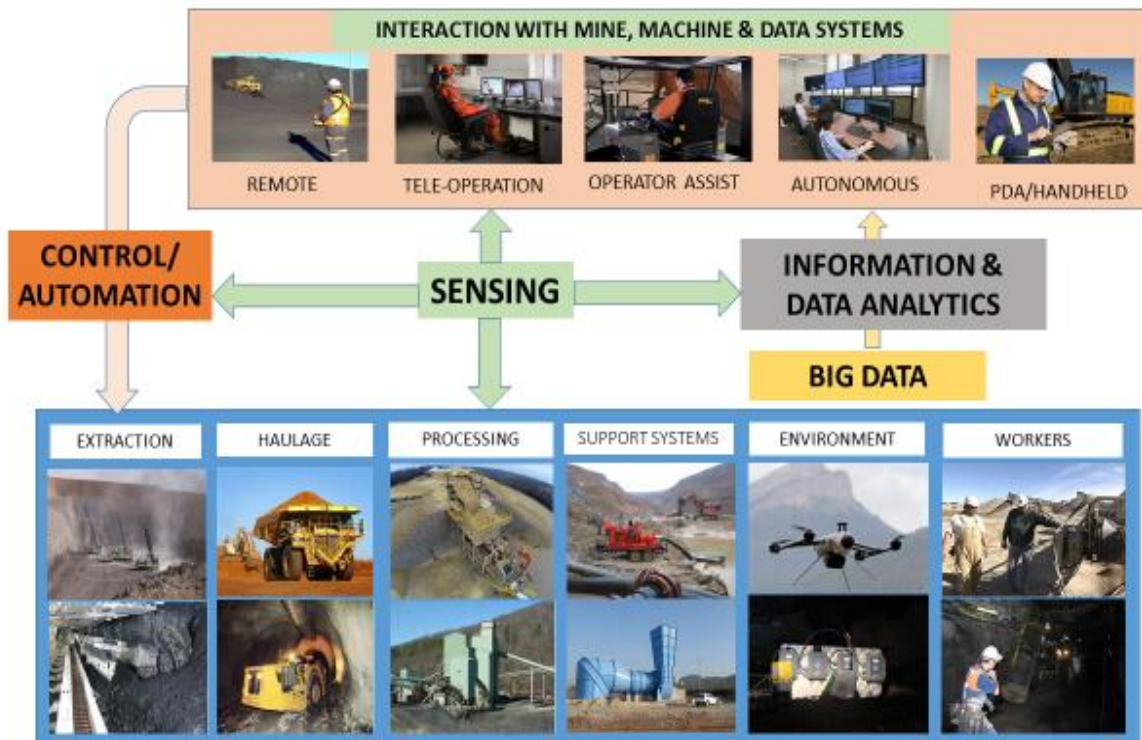 INTERACTION WITH MINE, MACHINE & DATA SYSTEMS
REMOTE
TELE-OPERATION
OPERATOR ASSIST
AUTONOMOUS
PDA/HANDHELD
CONTROL/
AUTOMATION
SENSING
INFORMATION &
DATA ANALYTICS
BIG DATA
EXTRACTION
HAULAGE
PROCESSING
SUPPORT SYSTEMS
ENVIRONMENT
WORKERS